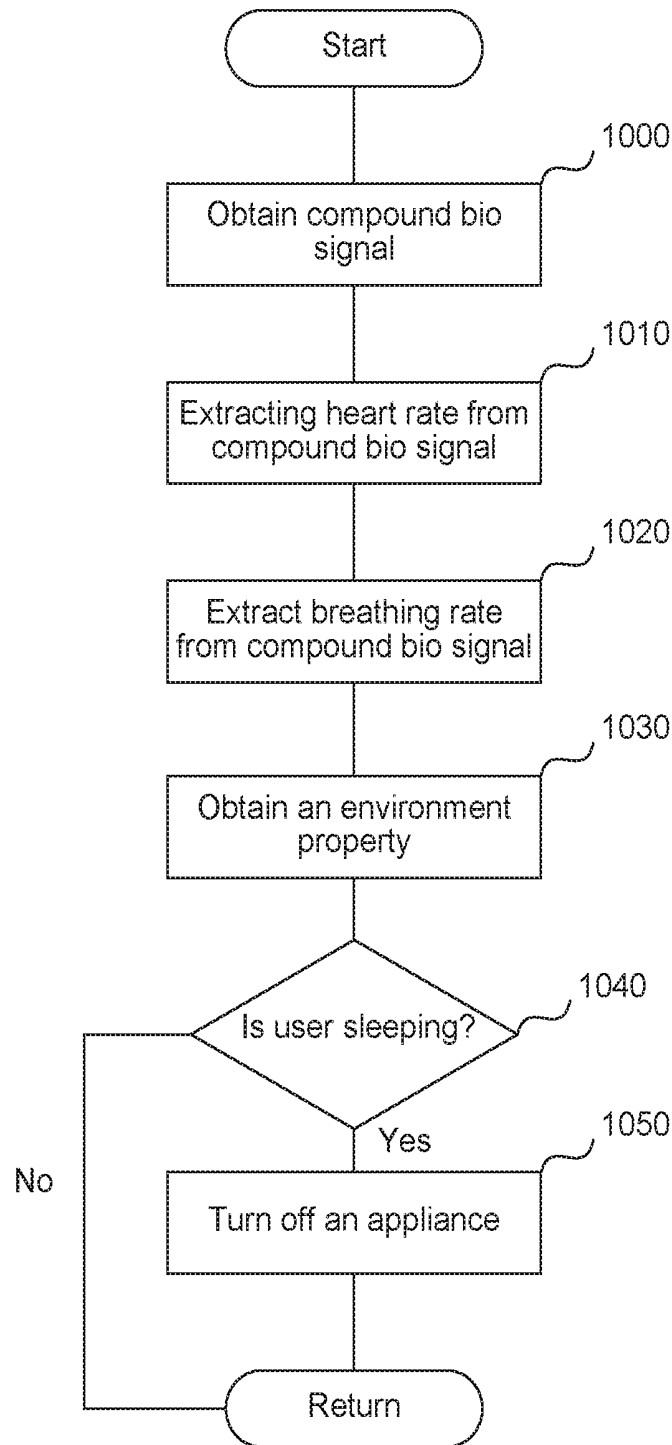 Start
1000
Obtain compound bio
signal
1010
Extracting heart rate from
compound bio signal
1020
Extract breathing rate
from compound bio signal
1030
Obtain an environment
property
1040
Is user sleeping?
Yes
1050
No
Turn off an appliance
Return